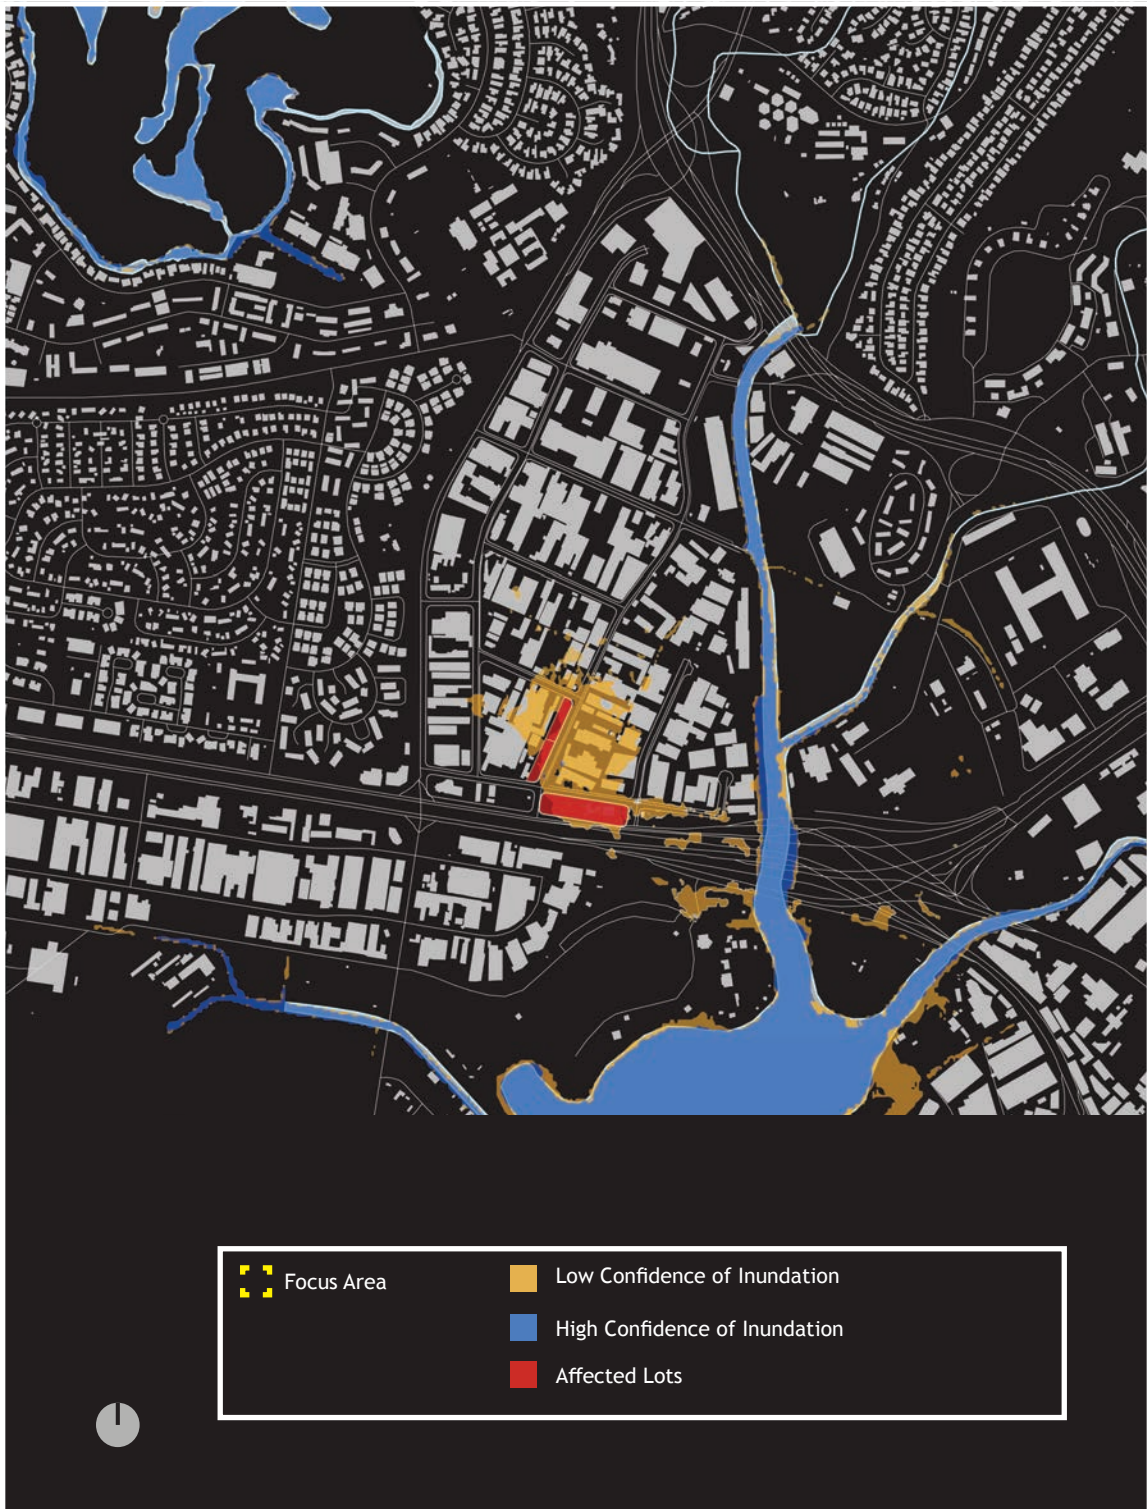 Focus Area
Low Confidence of Inundation
High Confidence of Inundation
Affected Lots